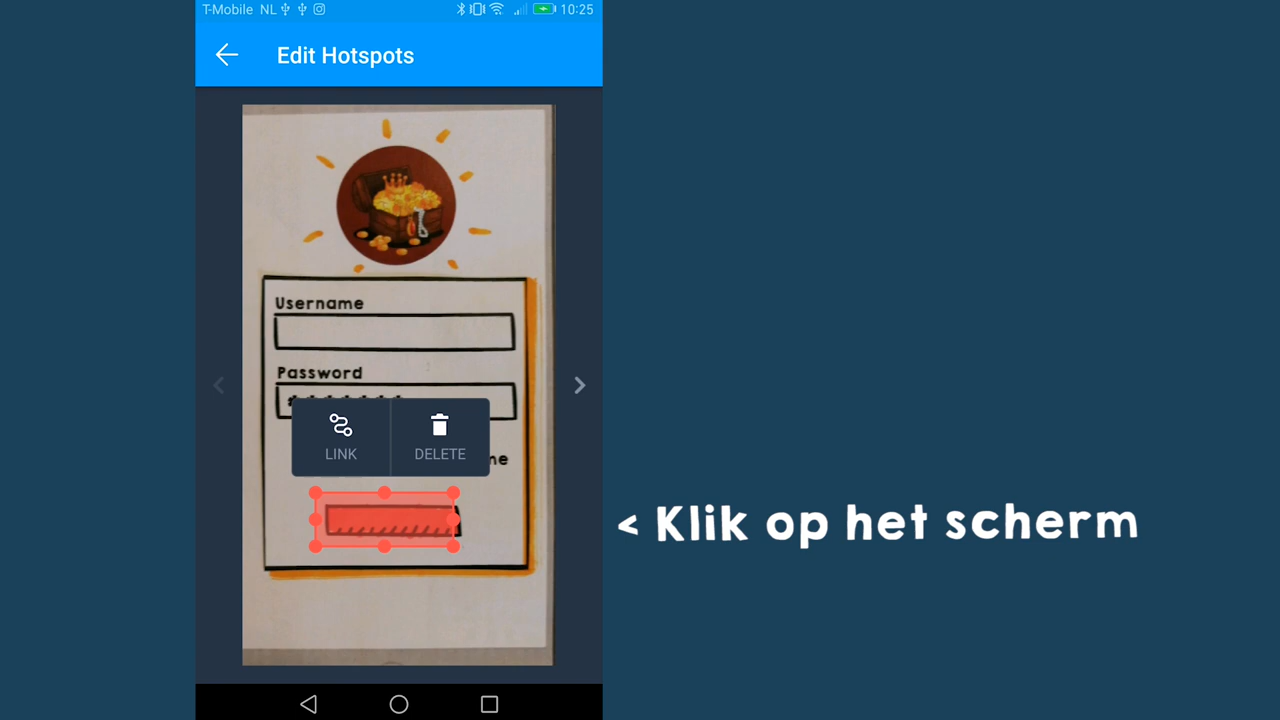 T-Mobile NL
10:25
Edit Hotspots
Username
Password
LINK
DELETE
< Klik op het scherm